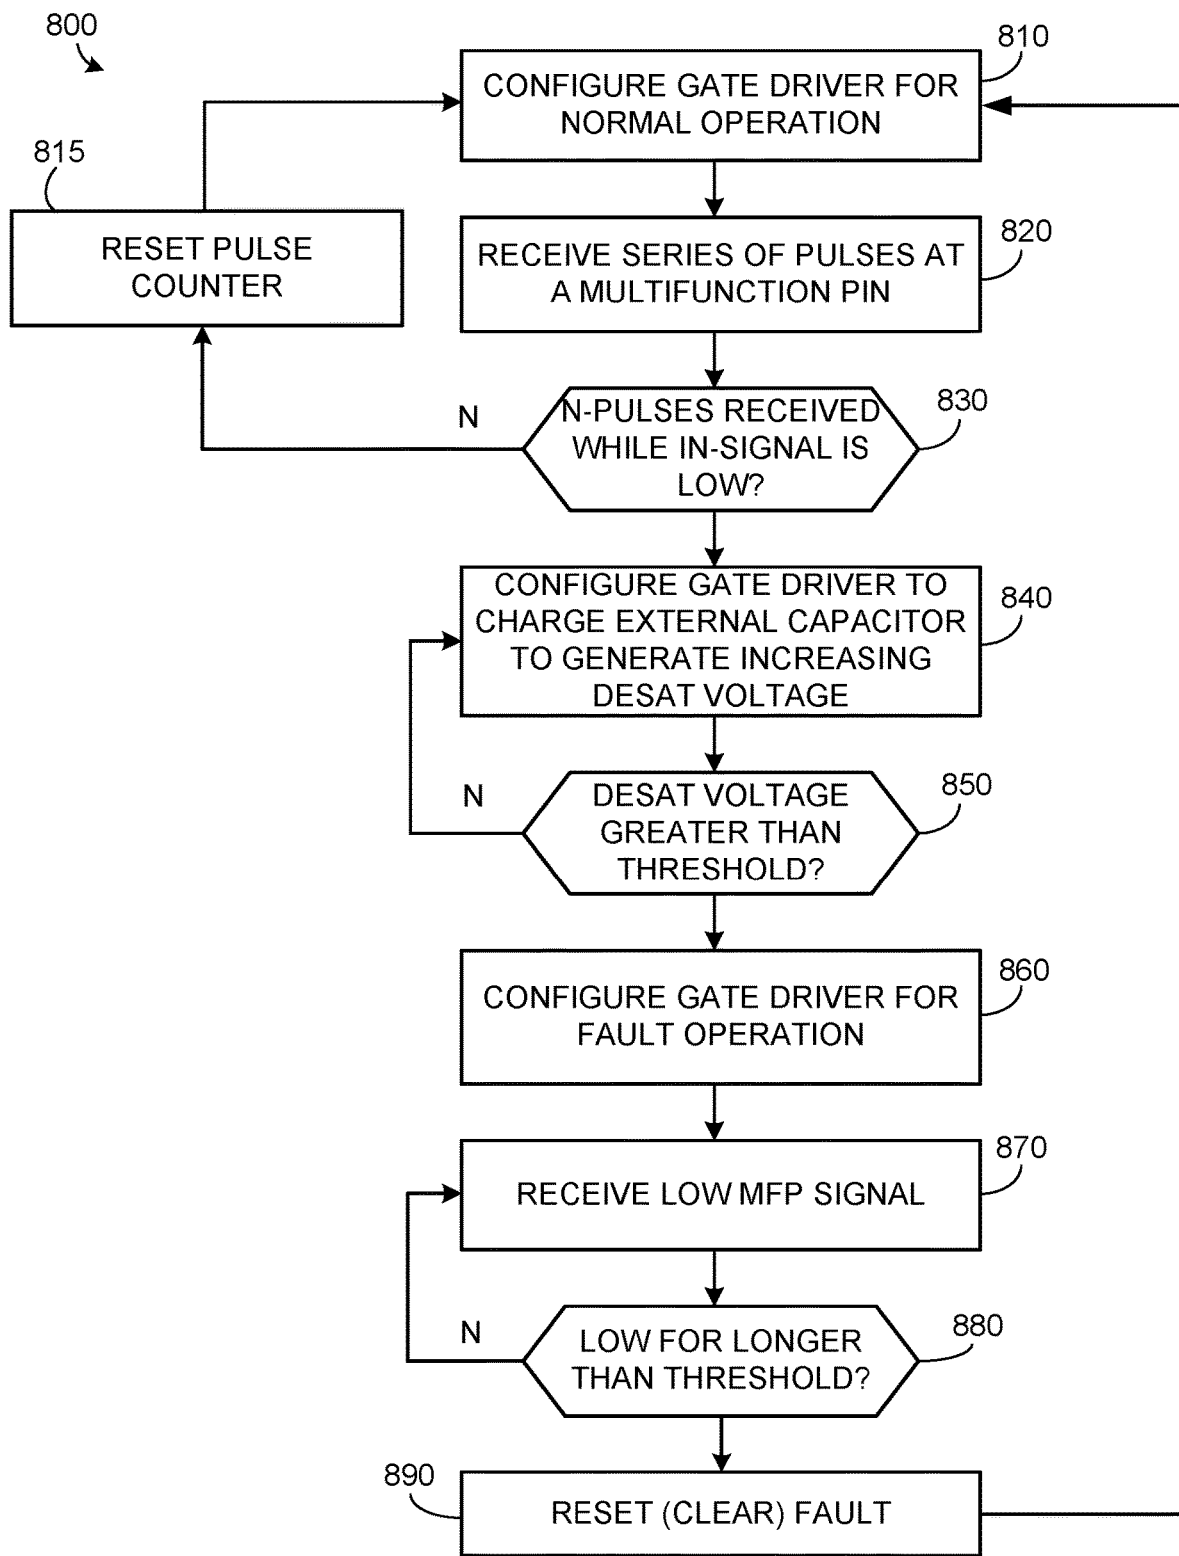 800
810
CONFIGURE GATE DRIVER FOR
NORMAL OPERATION
815
RESET PULSE
COUNTER
820
RECEIVE SERIES OF PULSES AT
A MULTIFUNCTION PIN
N
830
N-PULSES RECEIVED
WHILE IN-SIGNAL IS
LOW?
840
CONFIGURE GATE DRIVER TO
CHARGE EXTERNAL CAPACITOR
TO GENERATE INCREASING
DESAT VOLTAGE
N
850
DESAT VOLTAGE
GREATER THAN
THRESHOLD?
860
CONFIGURE GATE DRIVER FOR
FAULT OPERATION
870
RECEIVE LOW MFP SIGNAL
N
880
LOW FOR LONGER
THAN THRESHOLD?
890
RESET (CLEAR) FAULT